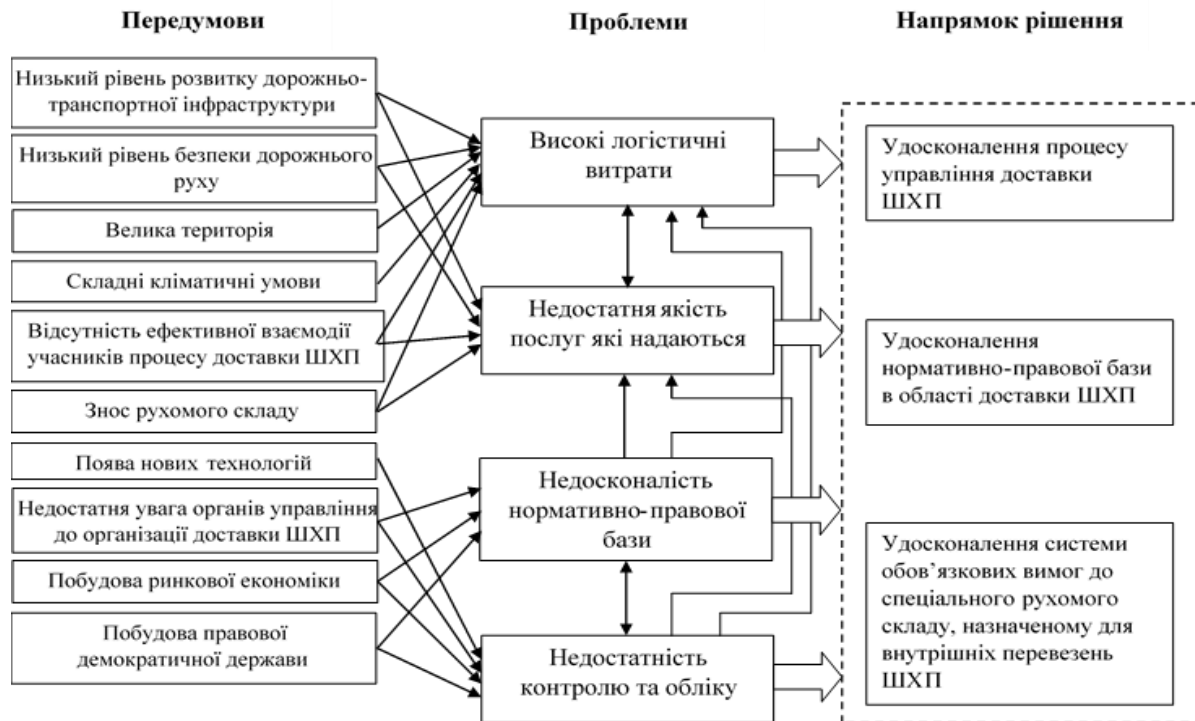 Передумови
Проблеми
Напрямок рішення
Низький рівень розвитку дорожньо-
транспортної інфраструктури
Низький рівень безпеки дорожнього
руху
Велика територія
Складні кліматичні умови
Відсутність ефективної взаємодії
учасників процесу доставки ШХП
Знос рухомого складу
Поява нових технологій
Недостатня увага органів управління
до організації доставки ШХП
Побудова ринкової економіки
Побудова правової
демократичної держави
Високі логістичні
витрати
Недостатня якість
послуг які надаються
Недосконалість
нормативно-правової
бази
Недостатність
контролю та обліку
Удосконалення процесу
управління доставки
ШХП
Удосконалення
нормативно-правової бази
в області доставки ШХП
Удосконалення системи
обов’язкових вимог до
спеціального рухомого
складу, назначеному для
внутрішніх перевезень
ШХП